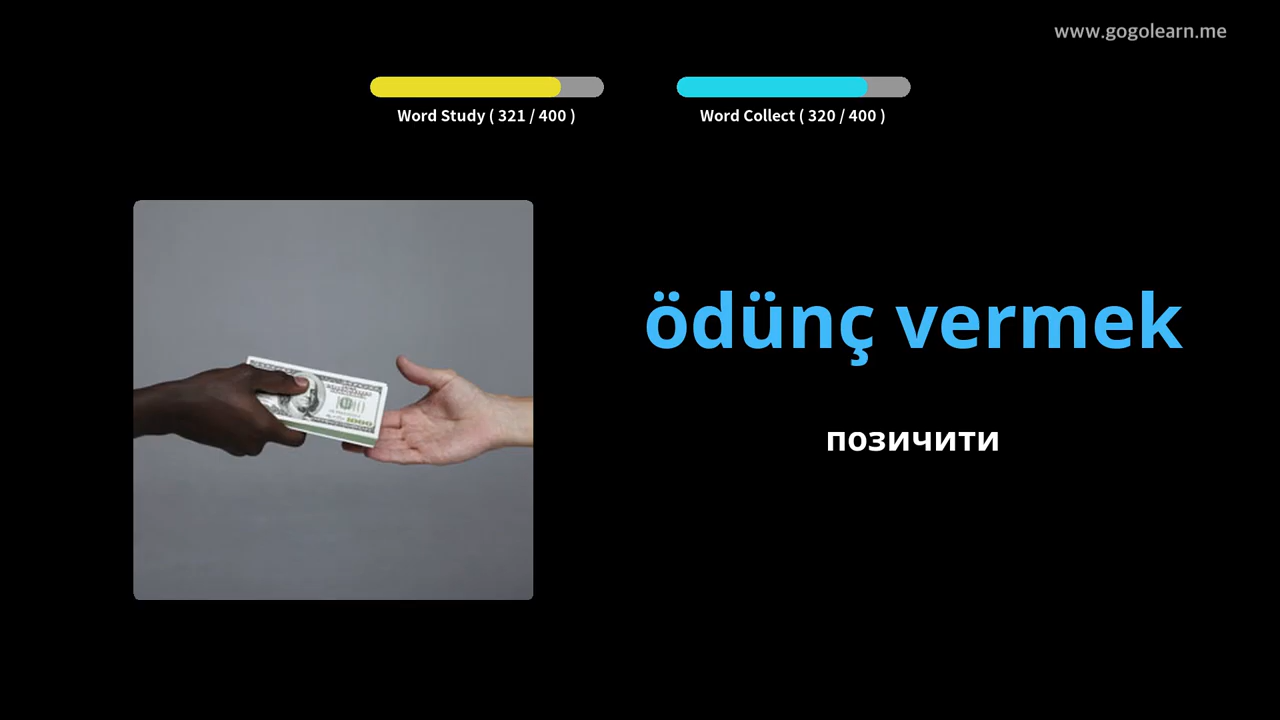 www.gogolearn.me
Word Study ( 321 / 400 )
Word Collect ( 320 / 400 )
ödünç vermek
позичити